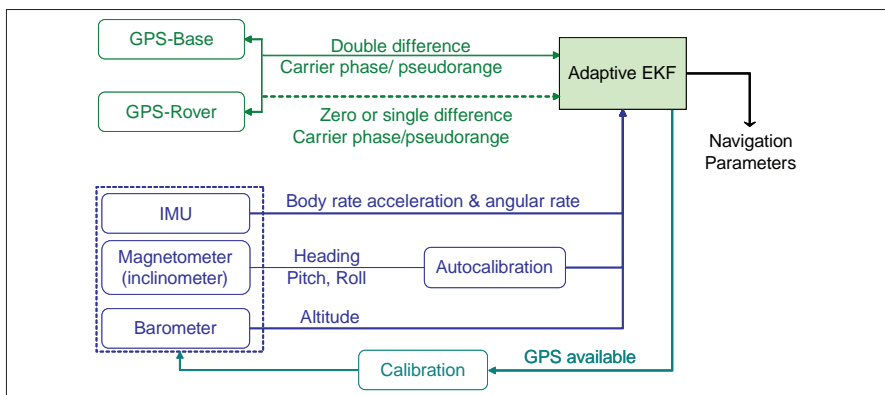 GPS-Base
Double difference
Carrier phase/ pseudorange
Adaptive EKF
GPS-Rover
Zero or single difference
Carrier phase/pseudorange
Navigation
Parameters
IMU
Body rate acceleration & angular rate
Magnetometer
(inclinometer)
Heading
Pitch, Roll
Autocalibration
Barometer
Altitude
GPS available
Calibration